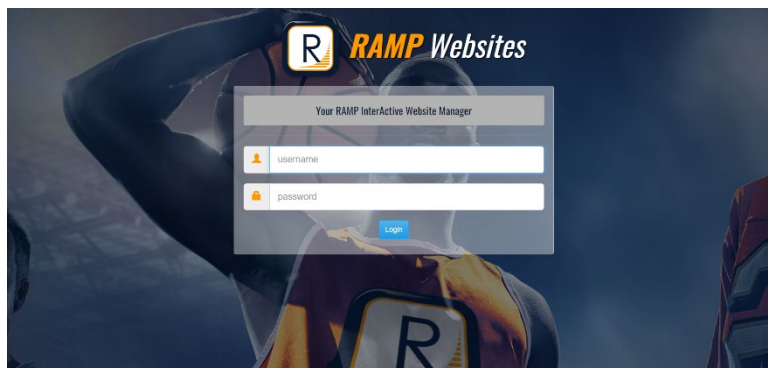 R RAMP Websites
Your RAMP InterActive Website Manager
username
password
Login
R